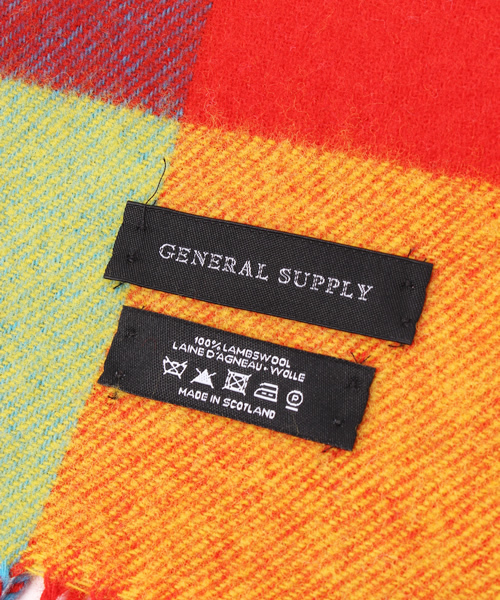 GENERAL SUPPLY
100% LAMBSWOOL
LAINE D'AGNEAU • WOLLE
P
MADE IN SCOTLAND